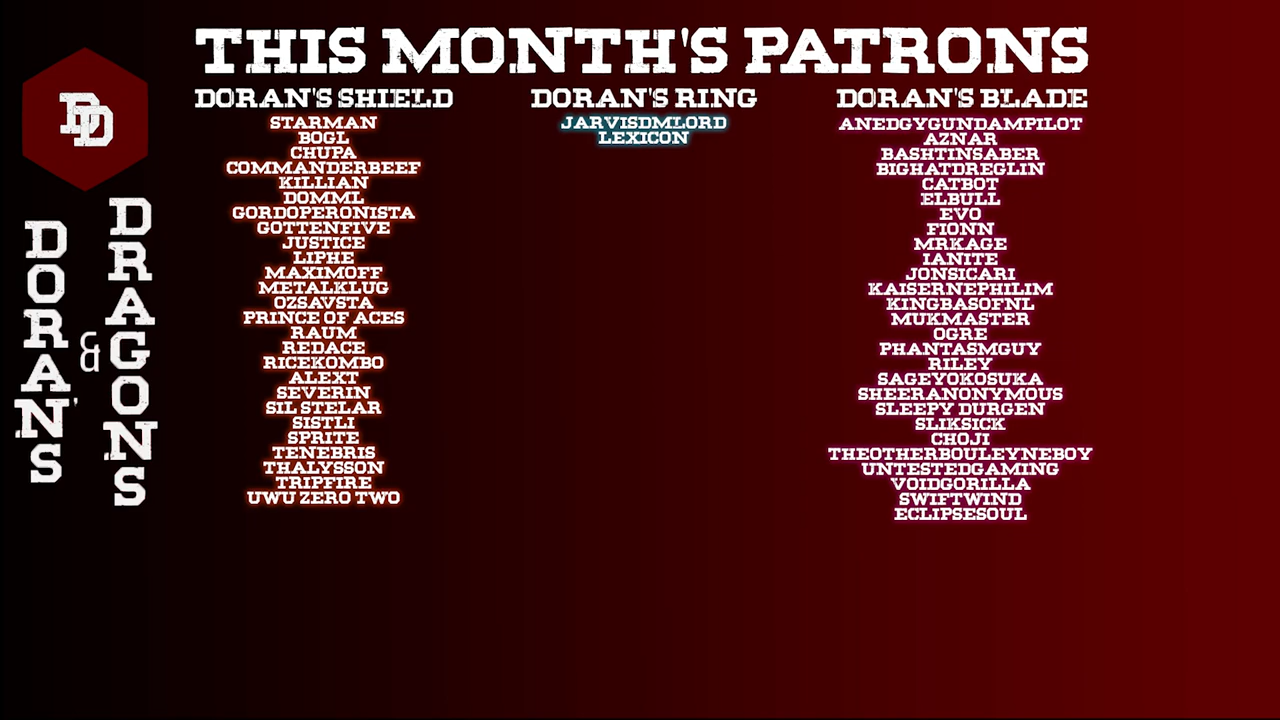 THIS MONTH'S PATRONS
DD
DORAN'S
&
DRAGONS
DORAN'S SHIELD
STARMAN
BOGL
CHUPA
COMMANDERBEEF
KILLIAN
DOMML
GORDOPERONISTA
GOTTENFIVE
JUSTICE
LIPHE
MAXIMOFF
METALKLUG
OZSAVSTA
PRINCE OF ACES
RAUM
REDACE
RICEKOMBO
ALEXT
SEVERIN
SIL STELAR
SISTLI
SPRITE
TENEBRIS
THALYSSON
TRIPFIRE
UWU ZERO TWO
DORAN'S RING
JARVISDMLORD
LEXICON
DORAN'S BLADE
ANEDGYGUNDAMPILOT
AZNAR
BASHTINSABER
BIGHATDREGLIN
CATBOT
ELBULL
EVO
FIONN
MRKAGE
IANITE
JONSICARI
KAISERNEPHILIM
KINGBASOFNL
MUKMASTER
OGRE
PHANTASMGUY
RILEY
SAGEYOKOSUKA
SHEERANONYMOUS
SLEEPY DURGEN
SLIKSICK
CHOJI
THEOTHERBOULEYNEBOY
UNTESTEDGAMING
VOIDGORILLA
SWIFTWIND
ECLIPSESOUL